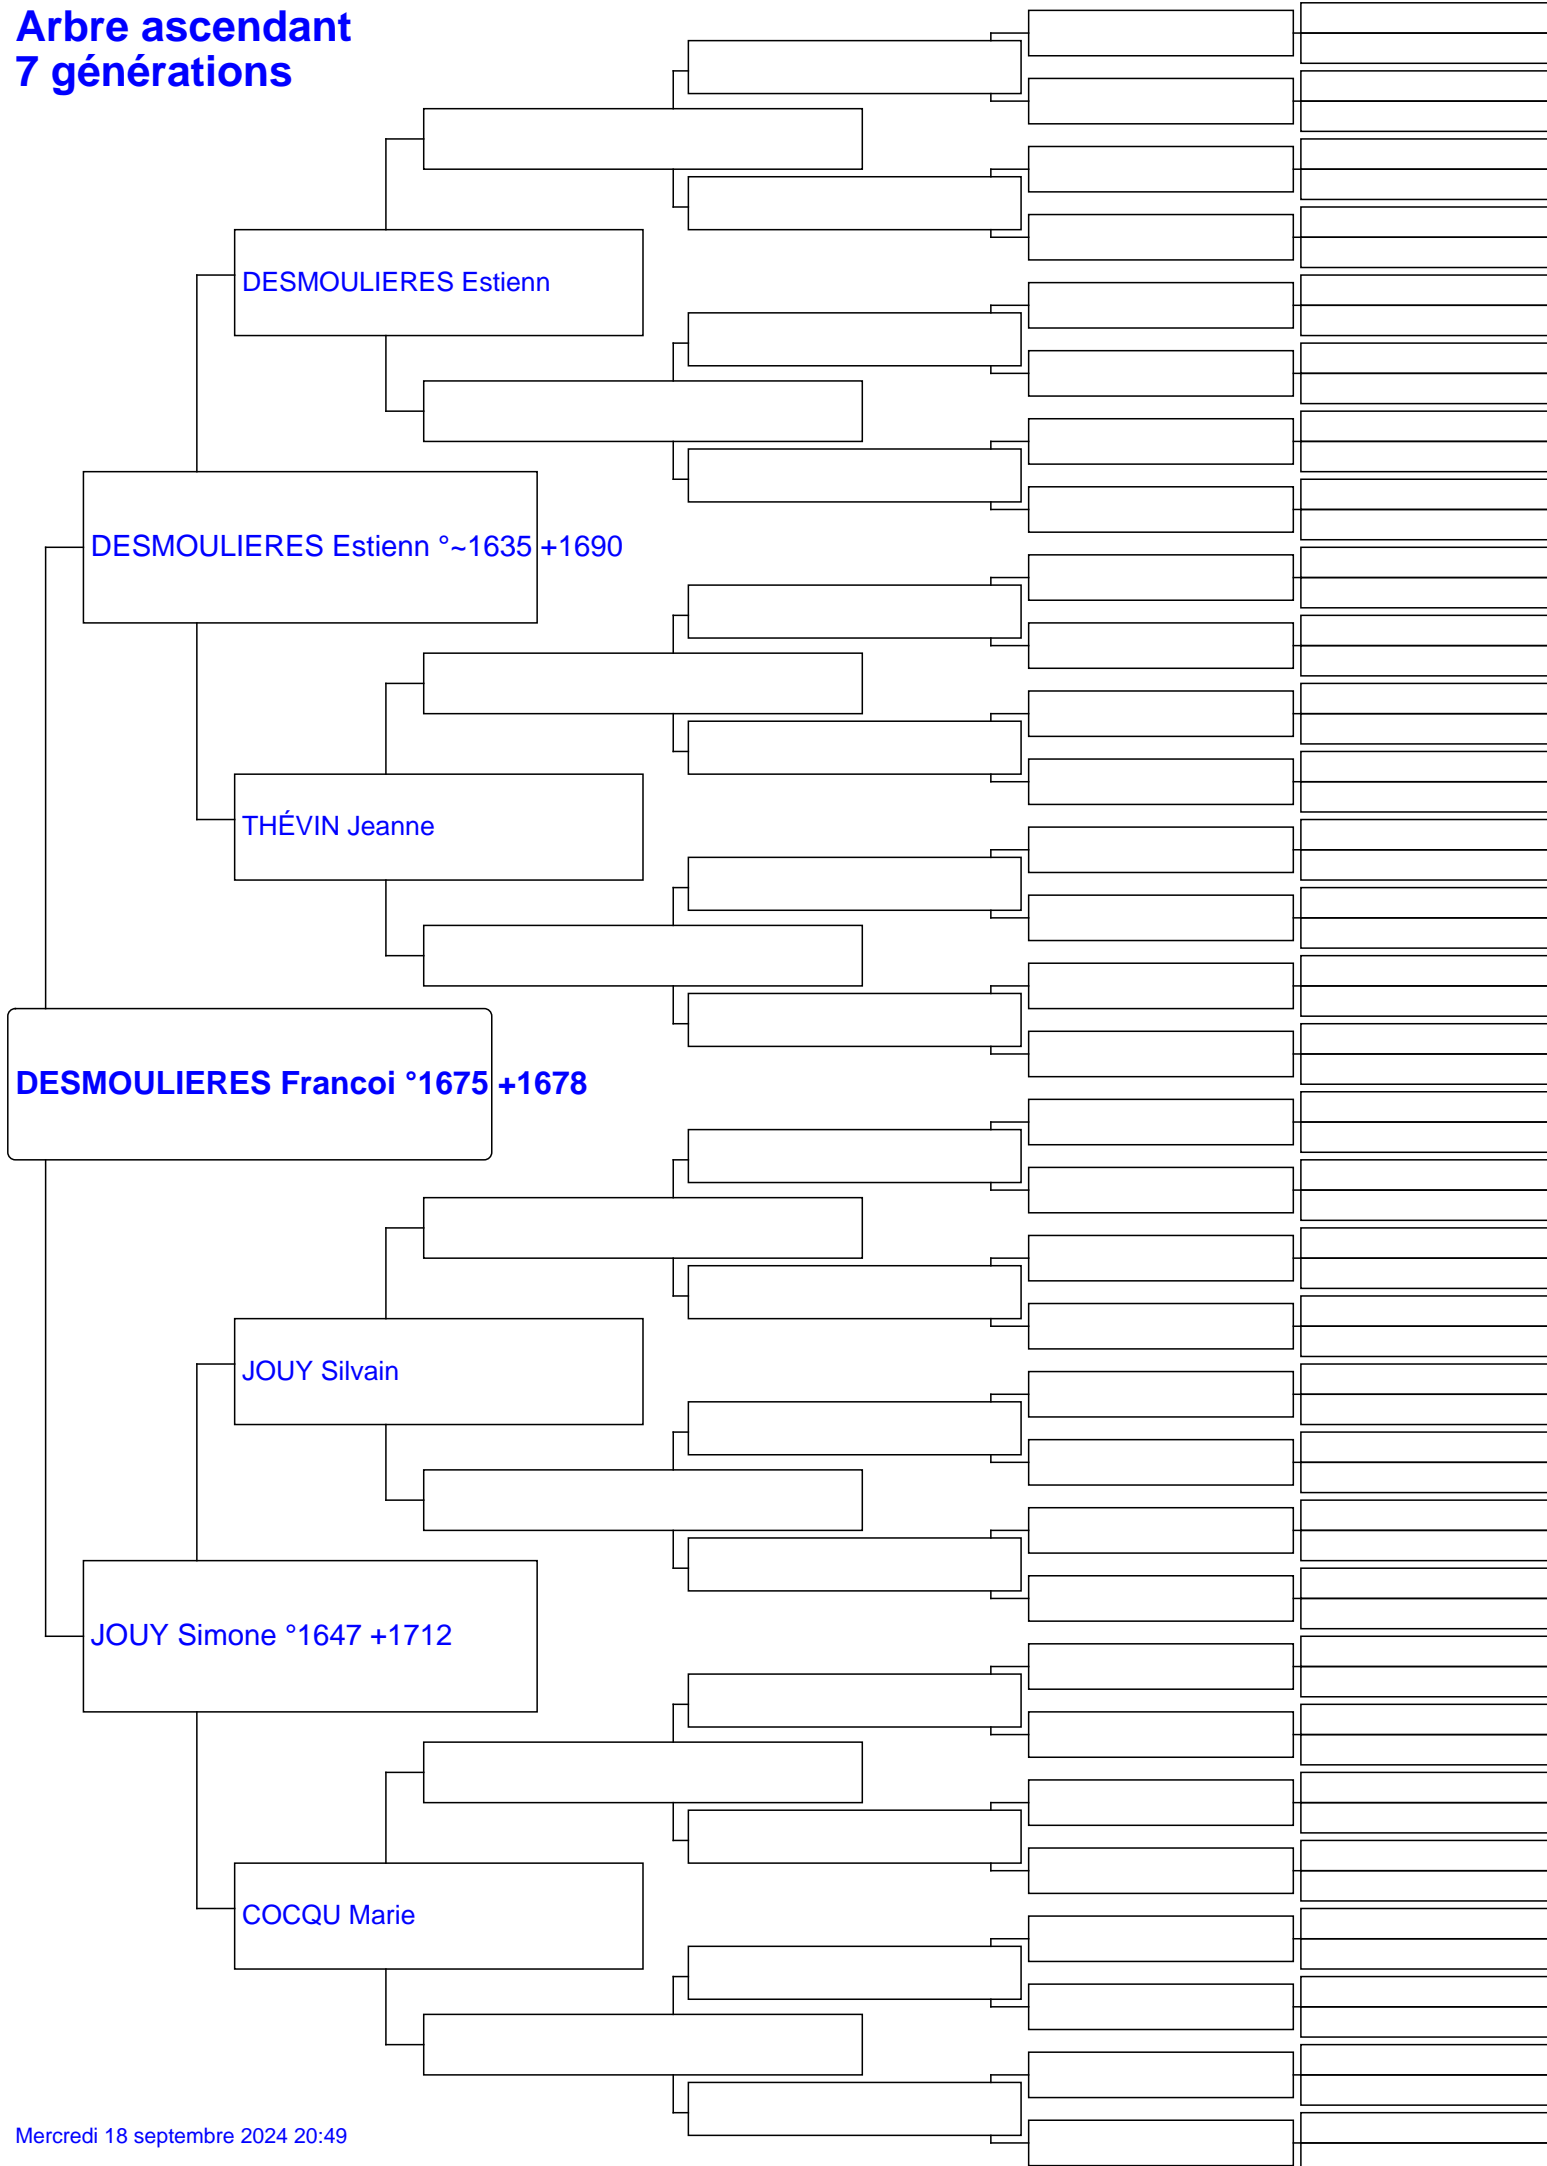 Arbre ascendant
7 générations
DESMOULIERES Estienn
DESMOULIERES Estienn °~1635 +1690
THÉVIN Jeanne
DESMOULIERES Francoi °1675 +1678
JOUY Silvain
JOUY Simone °1647 +1712
COCQU Marie
Mercredi 18 septembre 2024 20:49